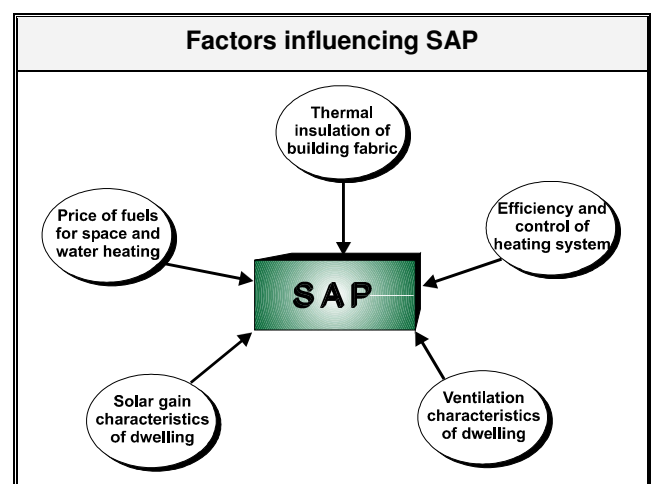 Factors influencing SAP
Thermal
insulation of
building fabric
Price of fuels
for space and
water heating
Efficiency and
control of
heating system
SAP
Solar gain
characteristics
of dwelling
Ventilation
characteristics
of dwelling